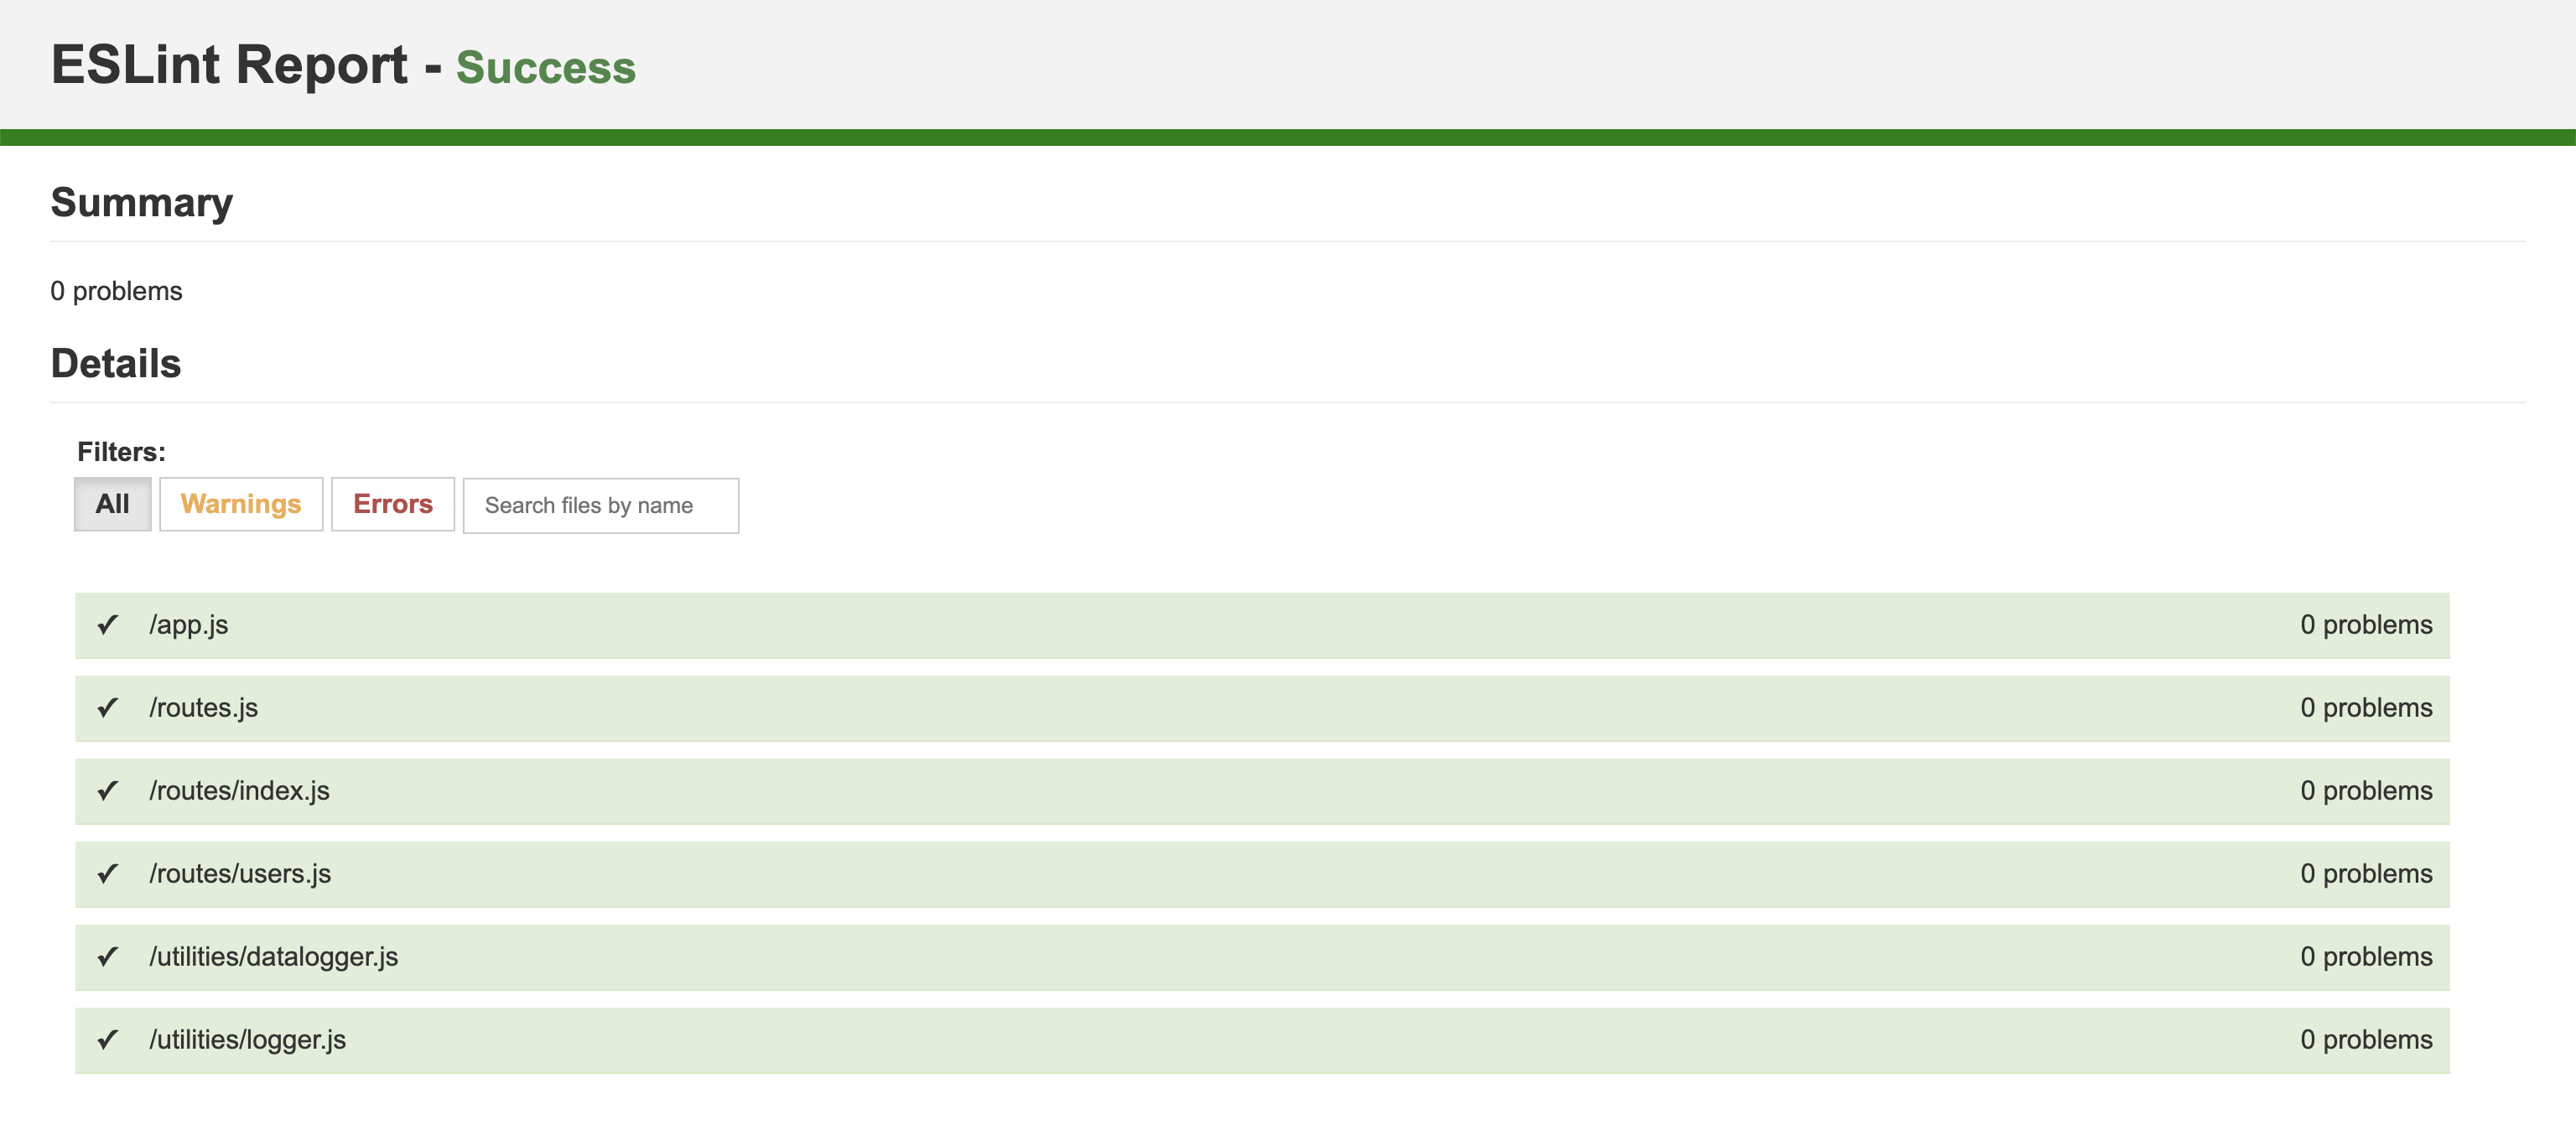 ESLint Report - Success
Summary
0 problems
Details
Filters:
All Warnings Errors Search files by name
✔ /app.js 0 problems
✔ /routes.js 0 problems
✔ /routes/index.js 0 problems
✔ /routes/users.js 0 problems
✔ /utilities/datalogger.js 0 problems
✔ /utilities/logger.js 0 problems